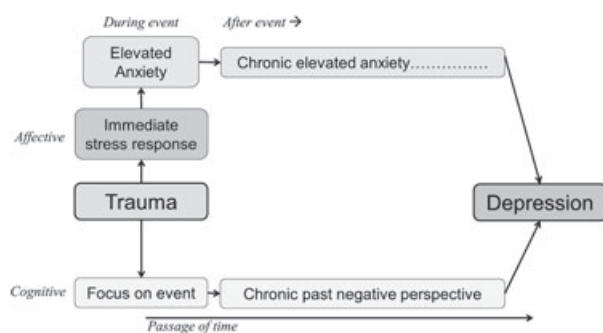 During event
After event →
Elevated
Anxiety
Chronic elevated anxiety……………
Affective
Immediate
stress response
Trauma
Depression
Cognitive
Focus on event
Chronic past negative perspective
Passage of time